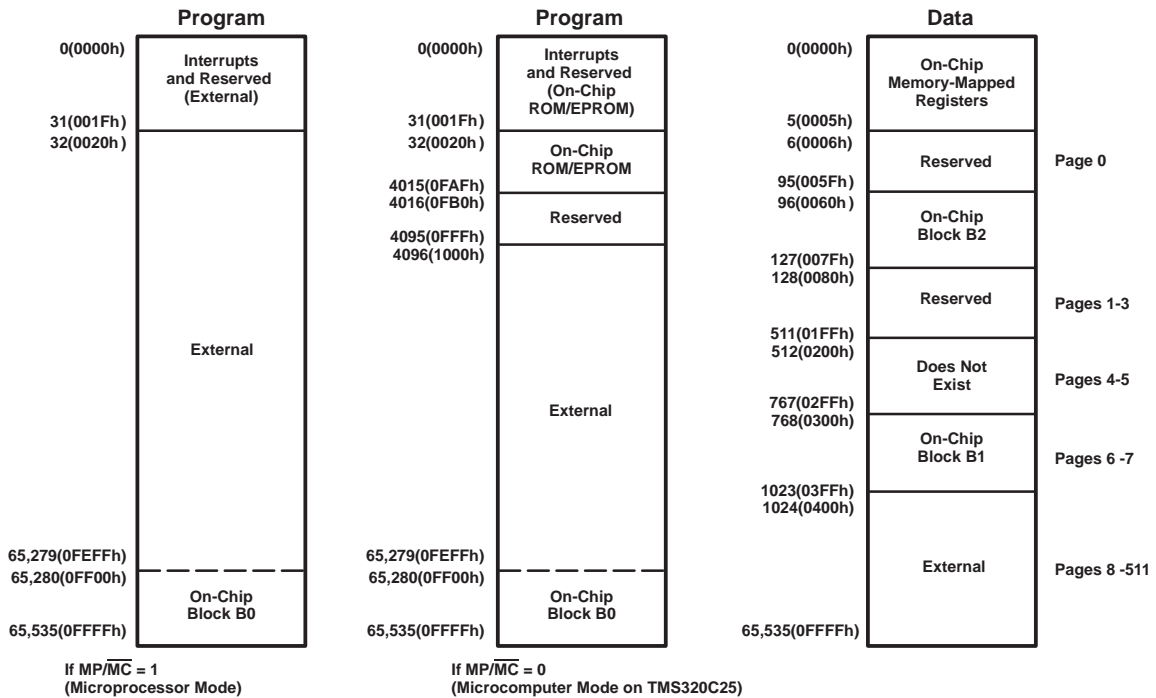 Program
0(0000h)
Interrupts
and Reserved
(External)
31(001Fh)
32(0020h )
External
65,279(0FEFFh)
65,280(0FF00h)
On-Chip
Block B0
65,535(0FFFFh)
If MP/MC = 1
(Microprocessor Mode)
Program
0(0000h)
Interrupts
and Reserved
(On-Chip
ROM/EPROM)
31(001Fh)
32(0020h)
On-Chip
ROM/EPROM
4015(0FAFh)
4016(0FB0h)
Reserved
4095(0FFFh)
4096(1000h)
External
65,279(0FEFFh)
65,280(0FF00h)
On-Chip
Block B0
65,535(0FFFFh)
If MP/MC = 0
(Microcomputer Mode on TMS320C25)
Data
0(0000h)
On-Chip
Memory-Mapped
Registers
5(0005h)
6(0006h)
Reserved
Page 0
95(005Fh)
96(0060h )
On-Chip
Block B2
127(007Fh)
128(0080h)
Reserved
Pages 1-3
511(01FFh)
512(0200h)
Does Not
Exist
Pages 4-5
767(02FFh)
768(0300h)
On-Chip
Block B1
Pages 6 -7
1023(03FFh)
1024(0400h)
External
Pages 8 -511
65,535(0FFFFh)